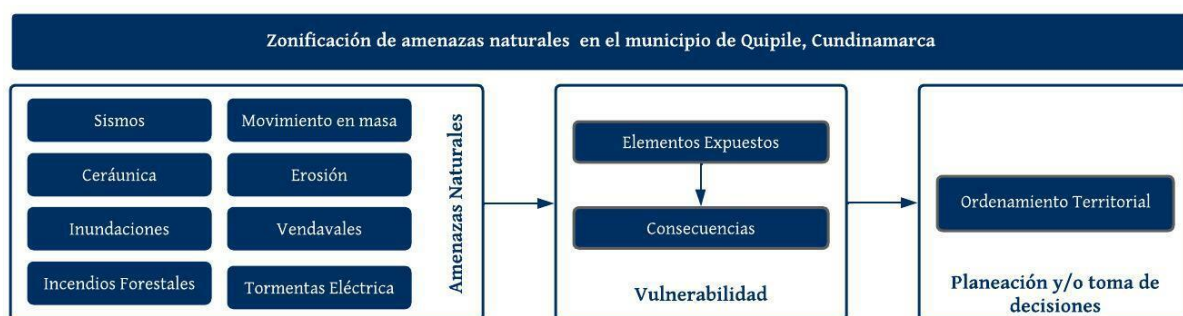 Zonificación de amenazas naturales en el municipio de Quipile, Cundinamarca
Sismos
Movimiento en masa
Ceráunica
Erosión
Inundaciones
Vendavales
Incendios Forestales
Tormentas Eléctrica
Amenazas Naturales
Elementos Expuestos
Consecuencias
Vulnerabilidad
Ordenamiento Territorial
Planeación y/o toma de
decisiones